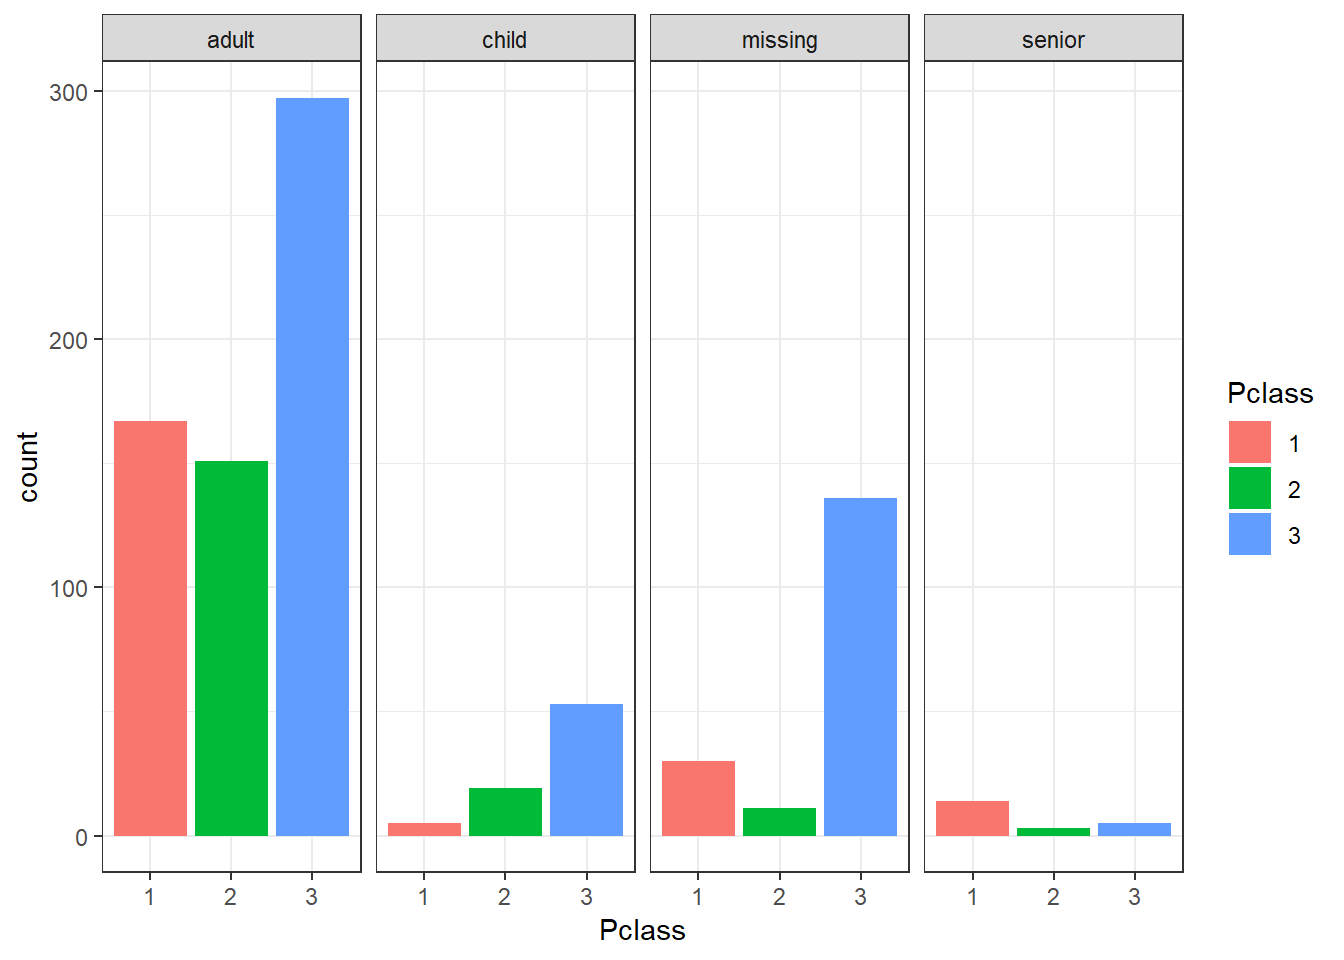 adult child missing senior
300
200
100
0
count
1 2 3 1 2 3 1 2 3 1 2 3
Pclass
Pclass
1
2
3